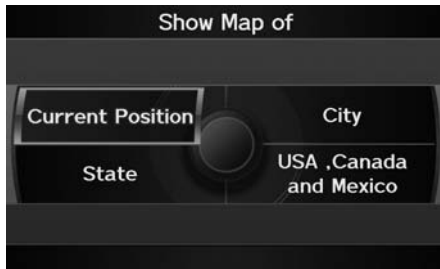 Show Map of
Current Position
City
State
USA ,Canada
and Mexico